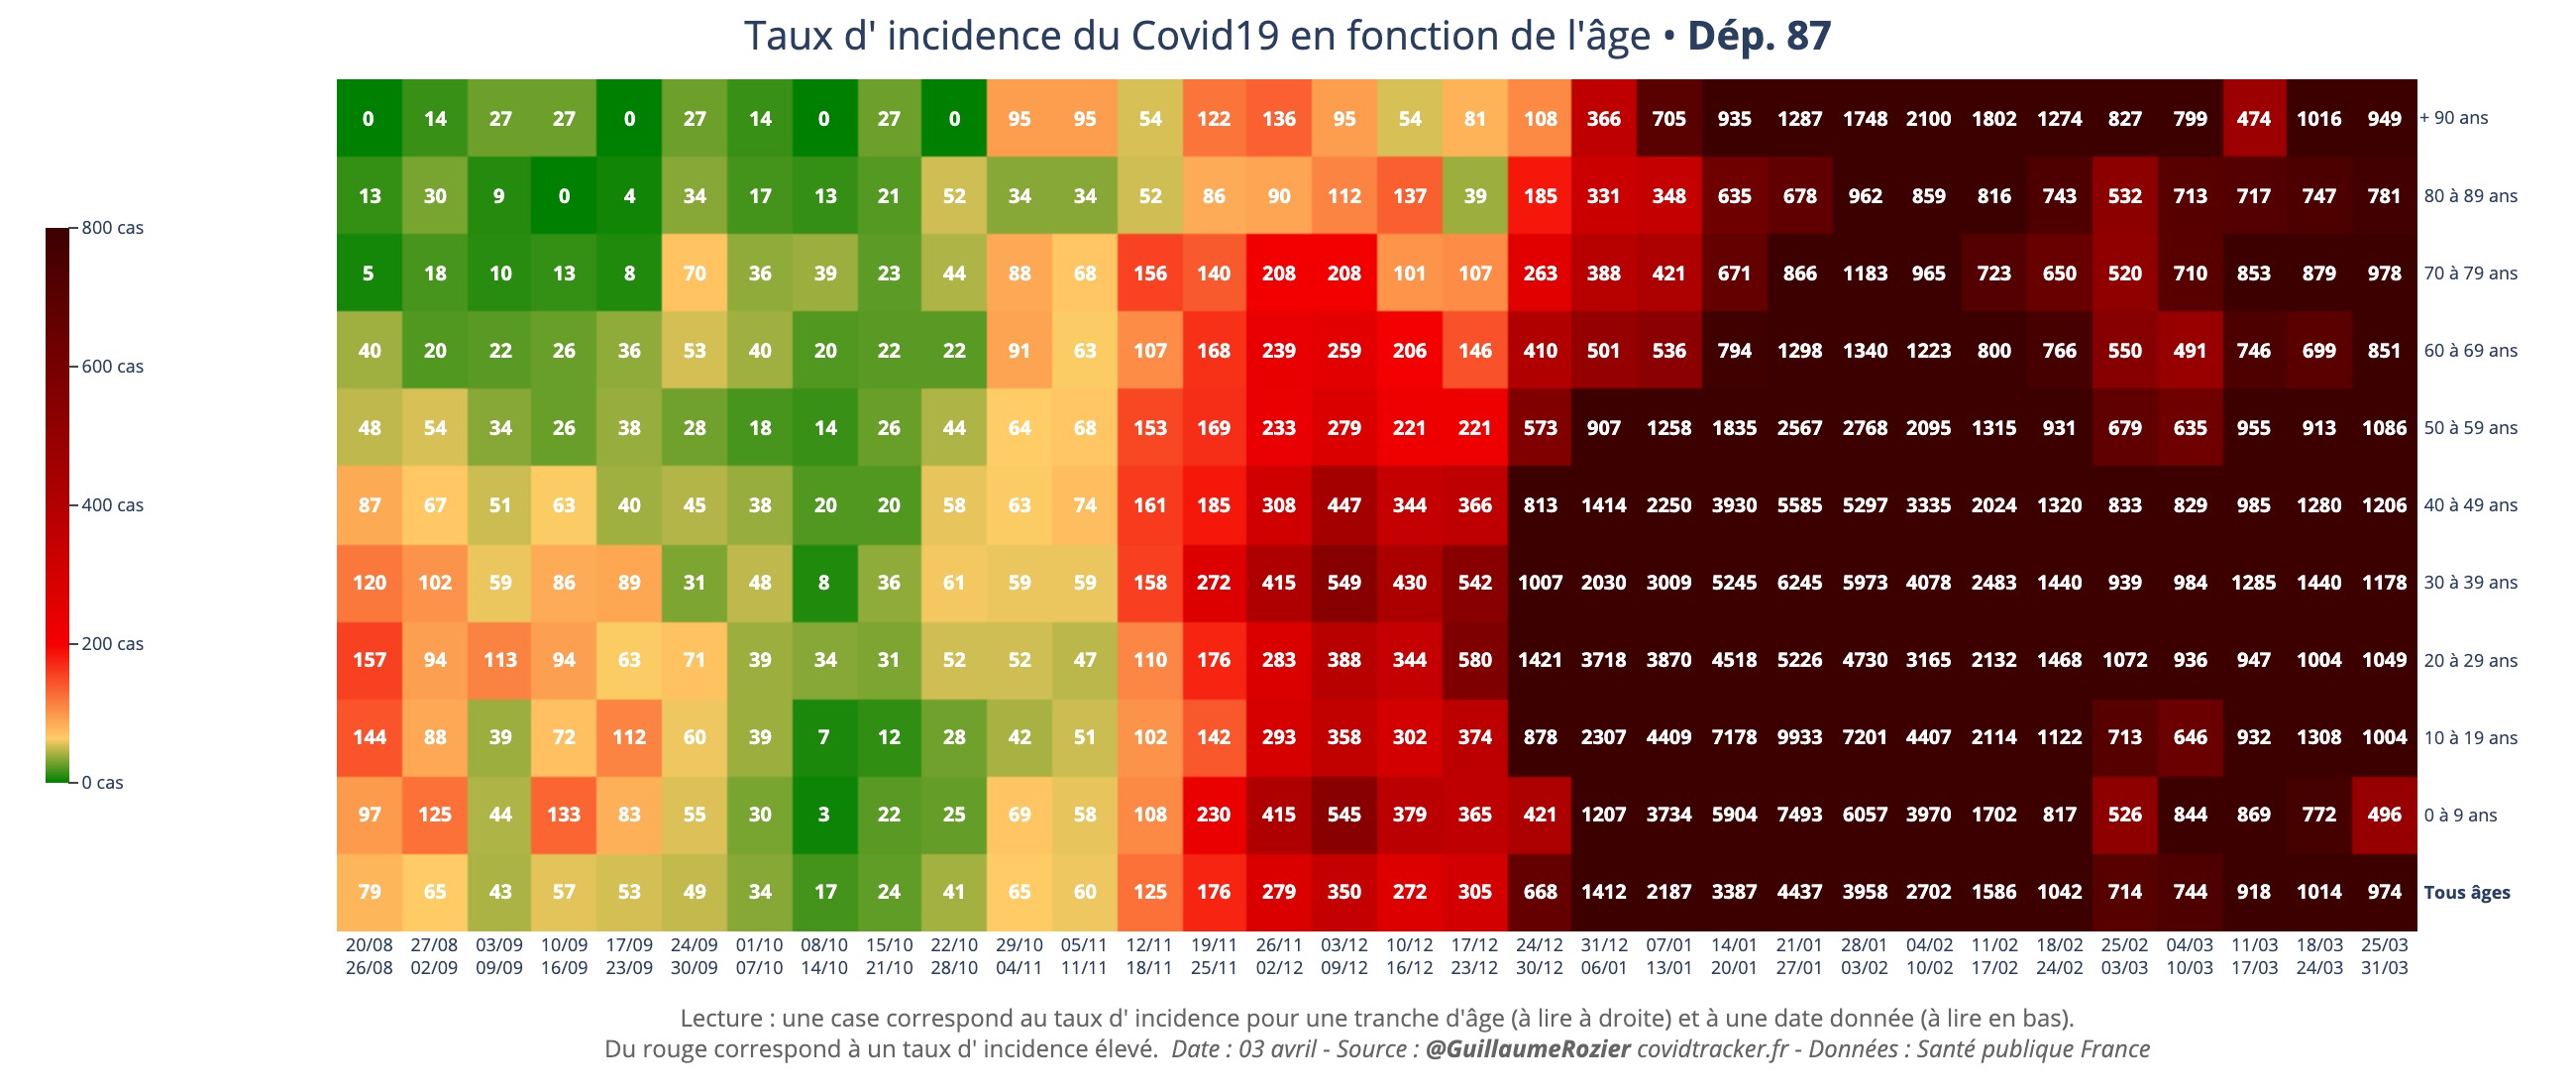 Taux d' incidence du Covid19 en fonction de l'âge • Dép. 87
800 cas
600 cas
400 cas
200 cas
0 cas
0 14 27 27 0 27 14 0 27 0 95 95 54 122 136 95 54 81 108 366 705 935 1287 1748 2100 1802 1274 827 799 474 1016 949 + 90 ans
13 30 9 0 4 34 17 13 21 52 34 34 52 86 90 112 137 39 185 331 348 635 678 962 859 816 743 532 713 717 747 781 80 à 89 ans
5 18 10 13 8 70 36 39 23 44 88 68 156 140 208 208 101 107 263 388 421 671 866 1183 965 723 650 520 710 853 879 978 70 à 79 ans
40 20 22 26 36 53 40 20 22 22 91 63 107 168 239 259 206 146 410 501 536 794 1298 1340 1223 800 766 550 491 746 699 851 60 à 69 ans
48 54 34 26 38 28 18 14 26 44 64 68 153 169 233 279 221 221 573 907 1258 1835 2567 2768 2095 1315 931 679 635 955 913 1086 50 à 59 ans
87 67 51 63 40 45 38 20 20 58 63 74 161 185 308 447 344 366 813 1414 2250 3930 5585 5297 3335 2024 1320 833 829 985 1280 1206 40 à 49 ans
120 102 59 86 89 31 48 8 36 61 59 59 158 272 415 549 430 542 1007 2030 3009 5245 6245 5973 4078 2483 1440 939 984 1285 1440 1178 30 à 39 ans
157 94 113 94 63 71 39 34 31 52 52 47 110 176 283 388 344 580 1421 3718 3870 4518 5226 4730 3165 2132 1468 1072 936 947 1004 1049 20 à 29 ans
144 88 39 72 112 60 39 7 12 28 42 51 102 142 293 358 302 374 878 2307 4409 7178 9933 7201 4407 2114 1122 713 646 932 1308 1004 10 à 19 ans
97 125 44 133 83 55 30 3 22 25 69 58 108 230 415 545 379 365 421 1207 3734 5904 7493 6057 3970 1702 817 526 844 869 772 496 0 à 9 ans
79 65 43 57 53 49 34 17 24 41 65 60 125 176 279 350 272 305 668 1412 2187 3387 4437 3958 2702 1586 1042 714 744 918 1014 974 Tous âges
20/08 27/08 03/09 10/09 17/09 24/09 01/10 08/10 15/10 22/10 29/10 05/11 12/11 19/11 26/11 03/12 10/12 17/12 24/12 31/12 07/01 14/01 21/01 28/01 04/02 11/02 18/02 25/02 04/03 11/03 18/03 25/03
26/08 02/09 09/09 16/09 23/09 30/09 07/10 14/10 21/10 28/10 04/11 11/11 18/11 25/11 02/12 09/12 16/12 23/12 30/12 06/01 13/01 20/01 27/01 03/02 10/02 17/02 24/02 03/03 10/03 17/03 24/03 31/03
Lecture : une case correspond au taux d' incidence pour une tranche d'âge (à lire à droite) et à une date donnée (à lire en bas).
Du rouge correspond à un taux d' incidence élevé. Date : 03 avril - Source : @GuillaumeRozier covidtracker.fr - Données : Santé publique France